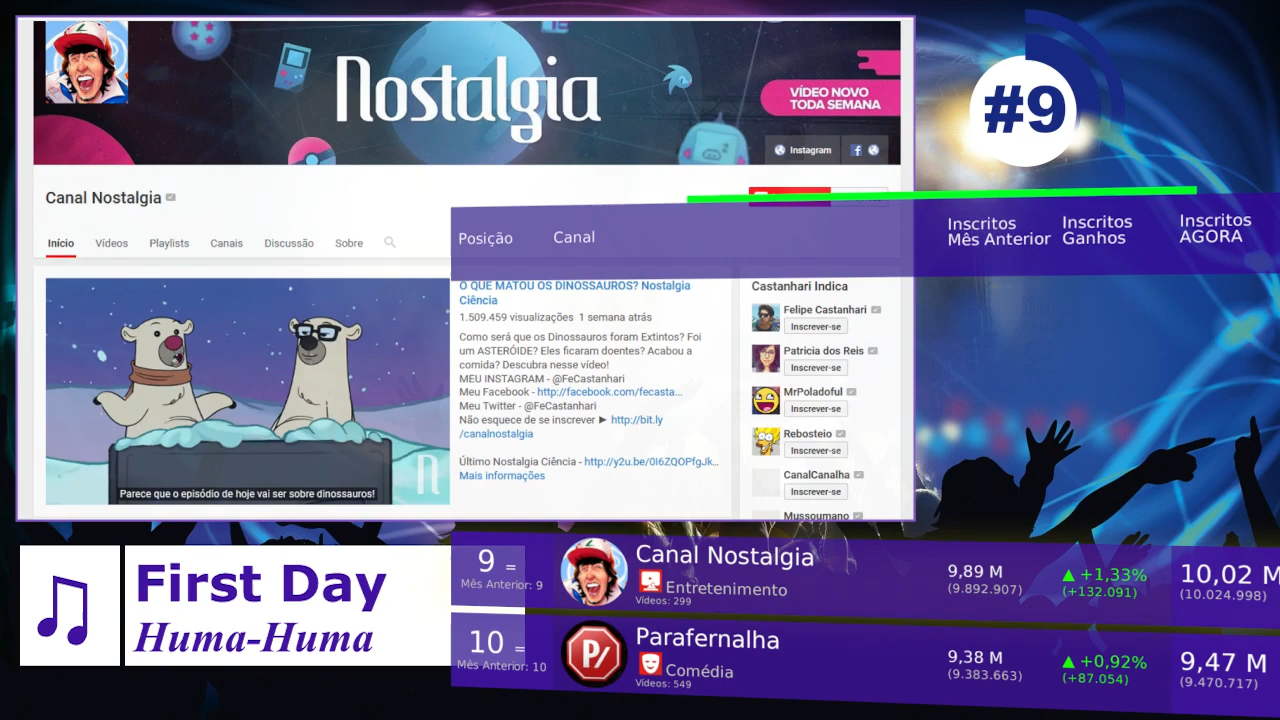 Nostalgia
VÍDEO NOVO
TODA SEMANA
Instagram
#9
Canal Nostalgia
Início Vídeos Playlists Canais Discussão Sobre
Posição Canal
Inscritos
Mês Anterior
Inscritos
Ganhos
Inscritos
AGORA
O QUE MATOU OS DINOSSAUROS? Nostalgia
Ciência
1.509.459 visualizações 1 semana atrás
Como será que os Dinossauros foram Extintos? Foi
um ASTERÓIDE? Eles ficaram doentes? Acabou a
comida? Descubra nesse vídeo!
MEU INSTAGRAM - @FeCastanhari
Meu Facebook - http://facebook.com/fecasta...
Meu Twitter - @FeCastanhari
Não esquece de se inscrever ► http://bit.ly
/canalnostalgia
Último Nostalgia Ciência - http://y2u.be/0I6ZQOPfgJk...
Mais informações
Castanhari Indica
Felipe Castanhari
Inscrever-se
Patricia dos Reis
Inscrever-se
MrPoladoful
Inscrever-se
Rebosteio
Inscrever-se
CanalCanalha
Inscrever-se
Mussoumano
Parece que o episódio de hoje vai ser sobre dinossauros!
First Day
Huma-Huma
9 =
Mês Anterior: 9
Canal Nostalgia
Entretenimento
Vídeos: 299
9,89 M
(9.892.907)
▲ +1,33%
(+132.091)
10,02 M
(10.024.998)
10 =
Mês Anterior: 10
Parafernalha
Comédia
Vídeos: 549
9,38 M
(9.383.663)
▲ +0,92%
(+87.054)
9,47 M
(9.470.717)